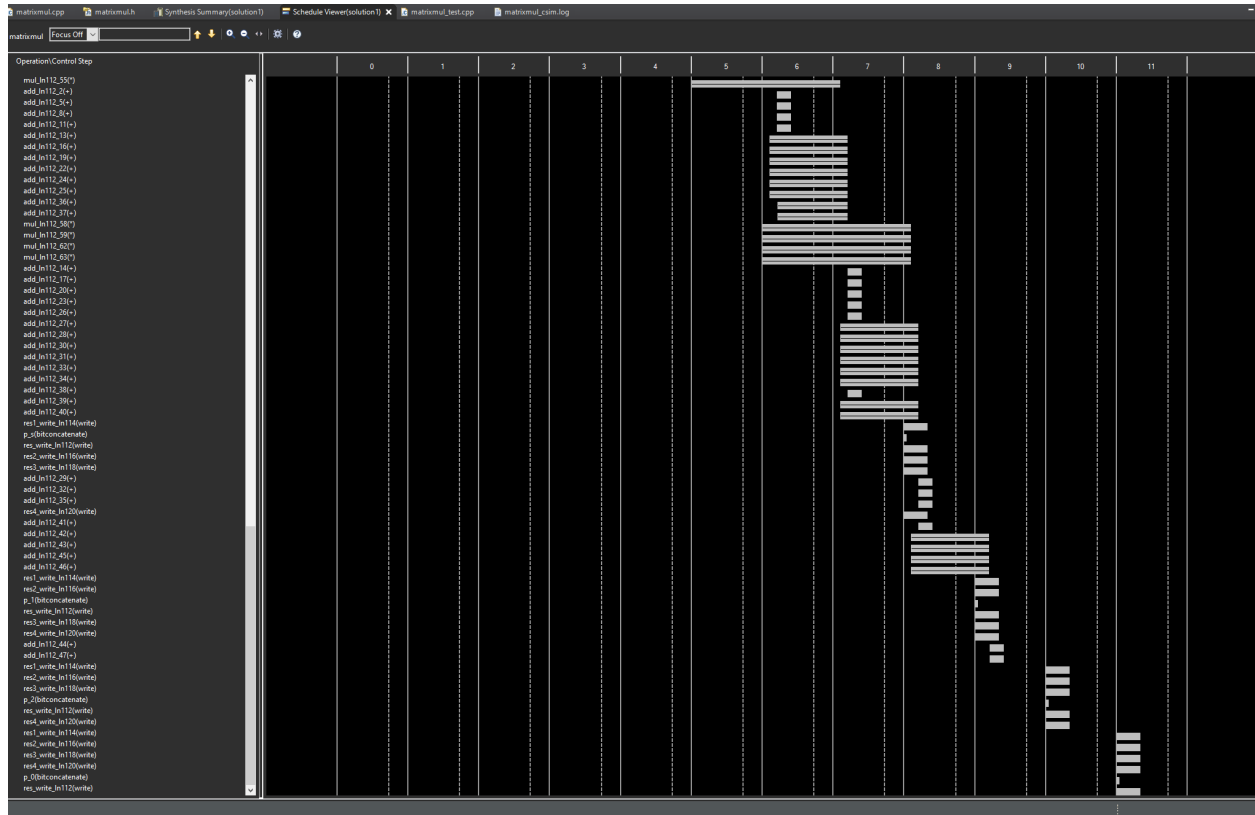 matrixmul.cpp matrixmul.h Synthesis Summary(solution1) Schedule Viewer(solution1) matrixmul_test.cpp matrixmul_csim.log
matrixmul Focus Off
Operation\Control Step 0 1 2 3 4 5 6 7 8 9 10 11
mul_ln112_55(*)
add_ln112_2(+)
add_ln112_5(+)
add_ln112_8(+)
add_ln112_11(+)
add_ln112_13(+)
add_ln112_16(+)
add_ln112_19(+)
add_ln112_22(+)
add_ln112_24(+)
add_ln112_25(+)
add_ln112_36(+)
add_ln112_37(+)
mul_ln112_58(*)
mul_ln112_59(*)
mul_ln112_62(*)
mul_ln112_63(*)
add_ln112_14(+)
add_ln112_17(+)
add_ln112_20(+)
add_ln112_23(+)
add_ln112_26(+)
add_ln112_27(+)
add_ln112_28(+)
add_ln112_30(+)
add_ln112_31(+)
add_ln112_33(+)
add_ln112_34(+)
add_ln112_38(+)
add_ln112_39(+)
add_ln112_40(+)
res1_write_ln114(write)
p_s(bitconcatenate)
res_write_ln112(write)
res2_write_ln116(write)
res3_write_ln118(write)
add_ln112_29(+)
add_ln112_32(+)
add_ln112_35(+)
res4_write_ln120(write)
add_ln112_41(+)
add_ln112_42(+)
add_ln112_43(+)
add_ln112_45(+)
add_ln112_46(+)
res1_write_ln114(write)
res2_write_ln116(write)
p_1(bitconcatenate)
res_write_ln112(write)
res3_write_ln118(write)
res4_write_ln120(write)
add_ln112_44(+)
add_ln112_47(+)
res1_write_ln114(write)
res2_write_ln116(write)
res3_write_ln118(write)
p_2(bitconcatenate)
res_write_ln112(write)
res4_write_ln120(write)
res1_write_ln114(write)
res2_write_ln116(write)
res3_write_ln118(write)
res4_write_ln120(write)
p_0(bitconcatenate)
res_write_ln112(write)